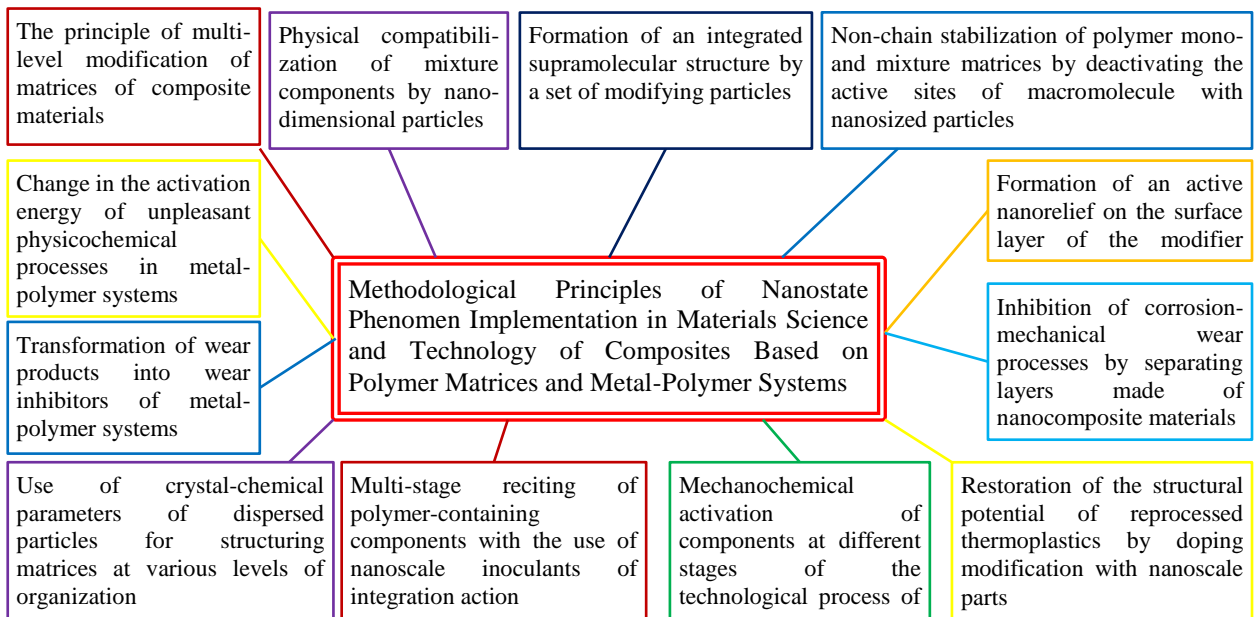 The principle of multi-
level modification of
matrices of composite
materials
Physical compatibili-
zation of mixture
components by nano-
dimensional particles
Formation of an integrated
supramolecular structure by
a set of modifying particles
Non-chain stabilization of polymer mono-
and mixture matrices by deactivating the
active sites of macromolecule with
nanosized particles
Change in the activation
energy of unpleasant
physicochemical
processes in metal-
polymer systems
Formation of an active
nanorelief on the surface
layer of the modifier
Methodological Principles of Nanostate
Phenomen Implementation in Materials Science
and Technology of Composites Based on
Polymer Matrices and Metal-Polymer Systems
Transformation of wear
products into wear
inhibitors of metal-
polymer systems
Inhibition of corrosion-
mechanical wear
processes by separating
layers made of
nanocomposite materials
Use of crystal-chemical
parameters of dispersed
particles for structuring
matrices at various levels of
organization
Multi-stage reciting of
polymer-containing
components with the use of
nanoscale inoculants of
integration action
Mechanochemical
activation of
components at different
stages of the
technological process of
Restoration of the structural
potential of reprocessed
thermoplastics by doping
modification with nanoscale
parts